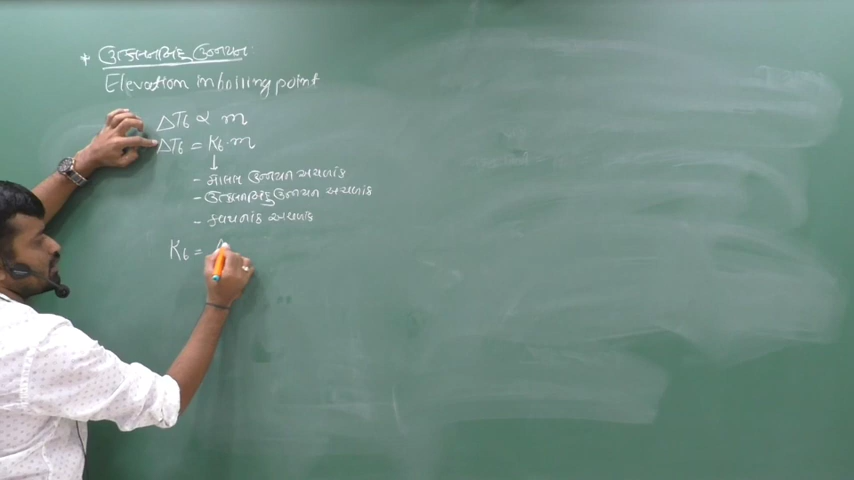 * ઉત્કલનબિંદુ ઉન્નયન:
Elevation in boiling point
ΔTb ∝ m
ΔTb = Kb · m
↓
- મોલલ ઉન્નયન અચળાંક
- ઉત્કલનબિંદુ ઉન્નયન અચળાંક
- ક્વથનાંક અચળાંક
Kb =